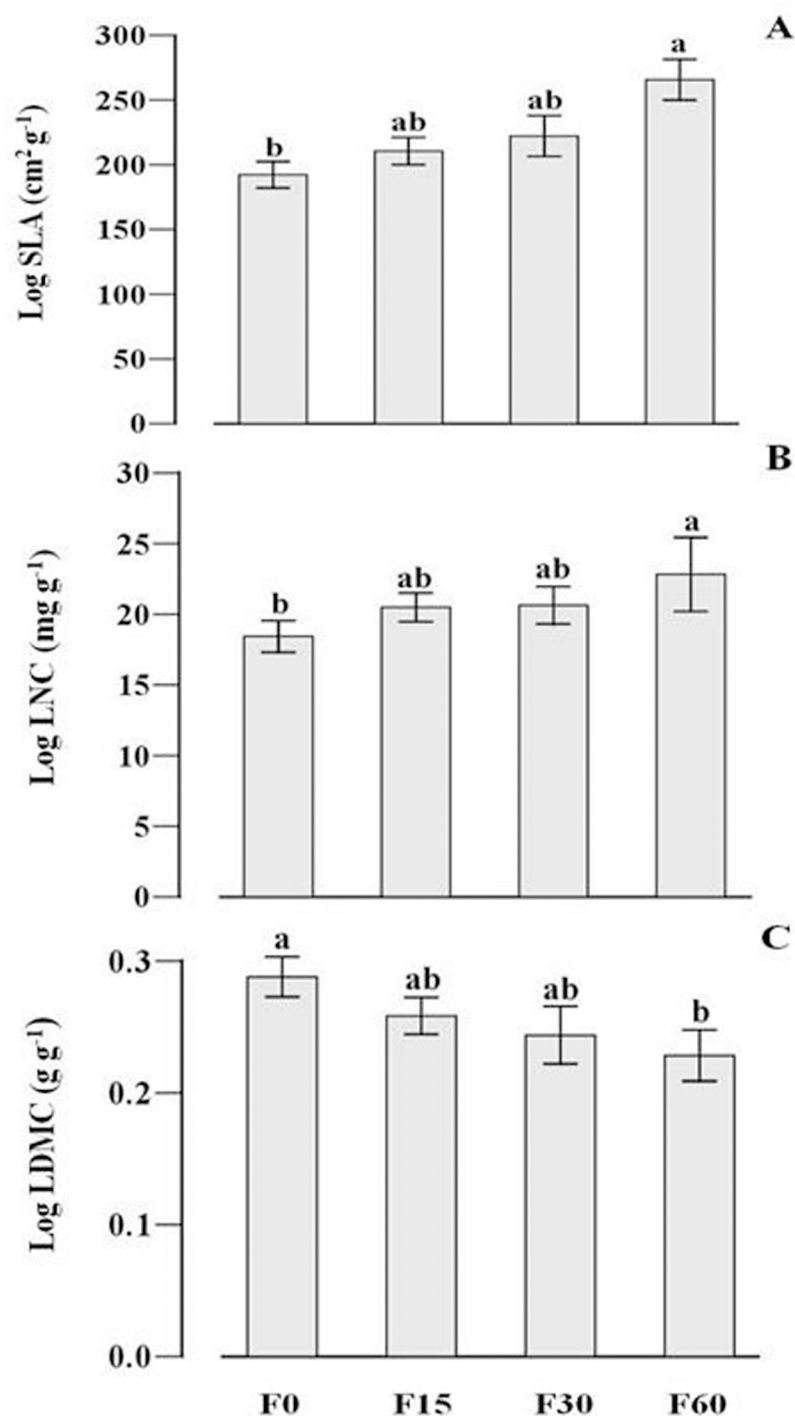 A
Log SLA (cm² g⁻¹)
300
250
200
150
100
50
0
b
ab
ab
a
B
Log LNC (mg g⁻¹)
30
25
20
15
10
5
0
b
ab
ab
a
C
Log LDMC (g g⁻¹)
0.3
0.2
0.1
0.0
a
ab
ab
b
F0 F15 F30 F60